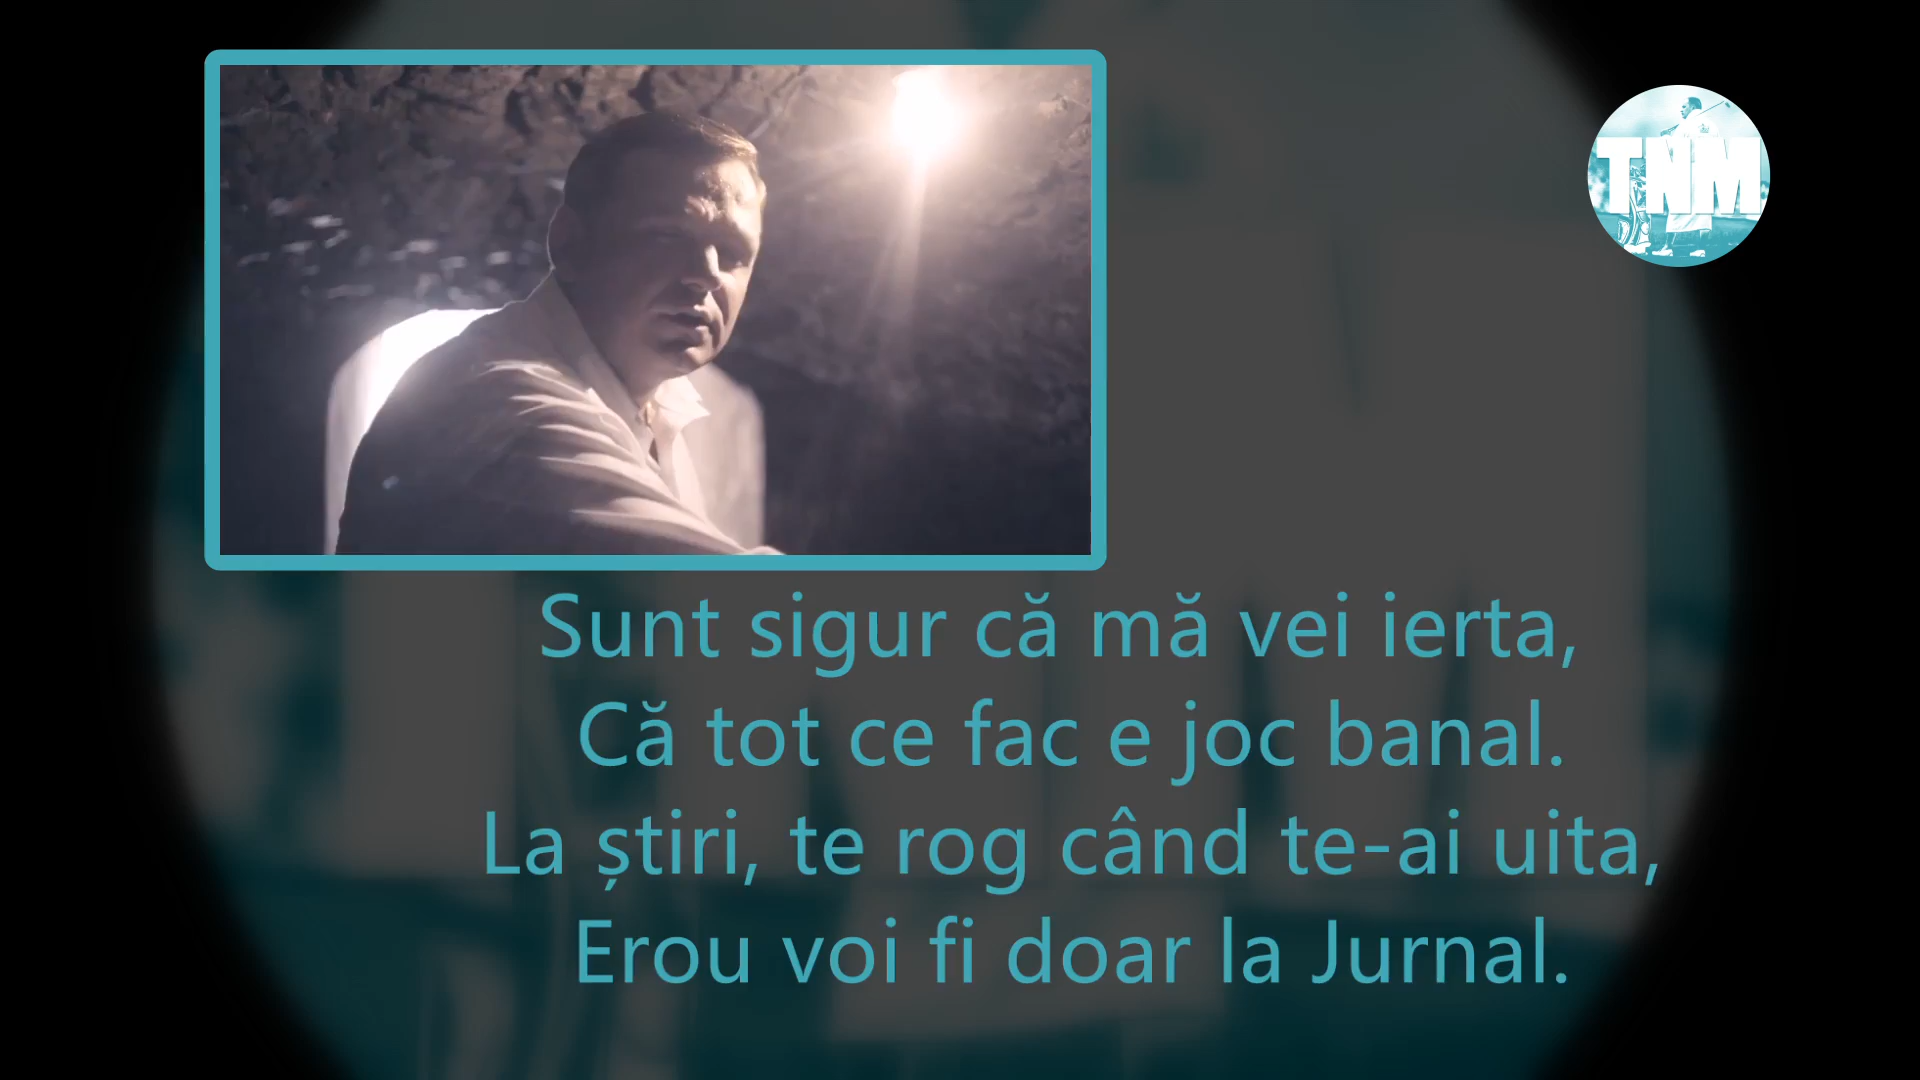 TNM
Sunt sigur că mă vei ierta,
Că tot ce fac e joc banal.
La știri, te rog când te-ai uita,
Erou voi fi doar la Jurnal.